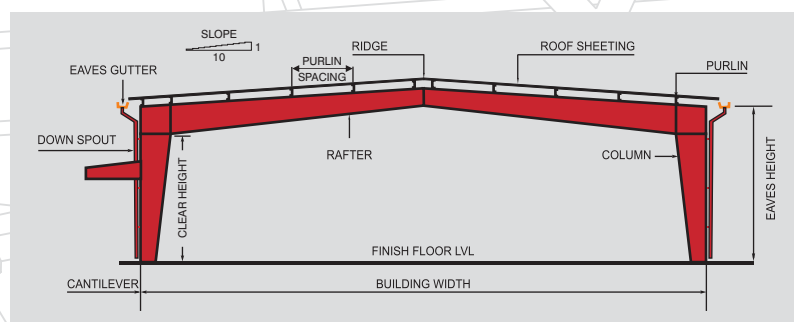 SLOPE
1
10
RIDGE
ROOF SHEETING
PURLIN
SPACING
PURLIN
EAVES GUTTER
DOWN SPOUT
RAFTER
COLUMN
CLEAR HEIGHT
EAVES HEIGHT
FINISH FLOOR LVL
CANTILEVER
BUILDING WIDTH